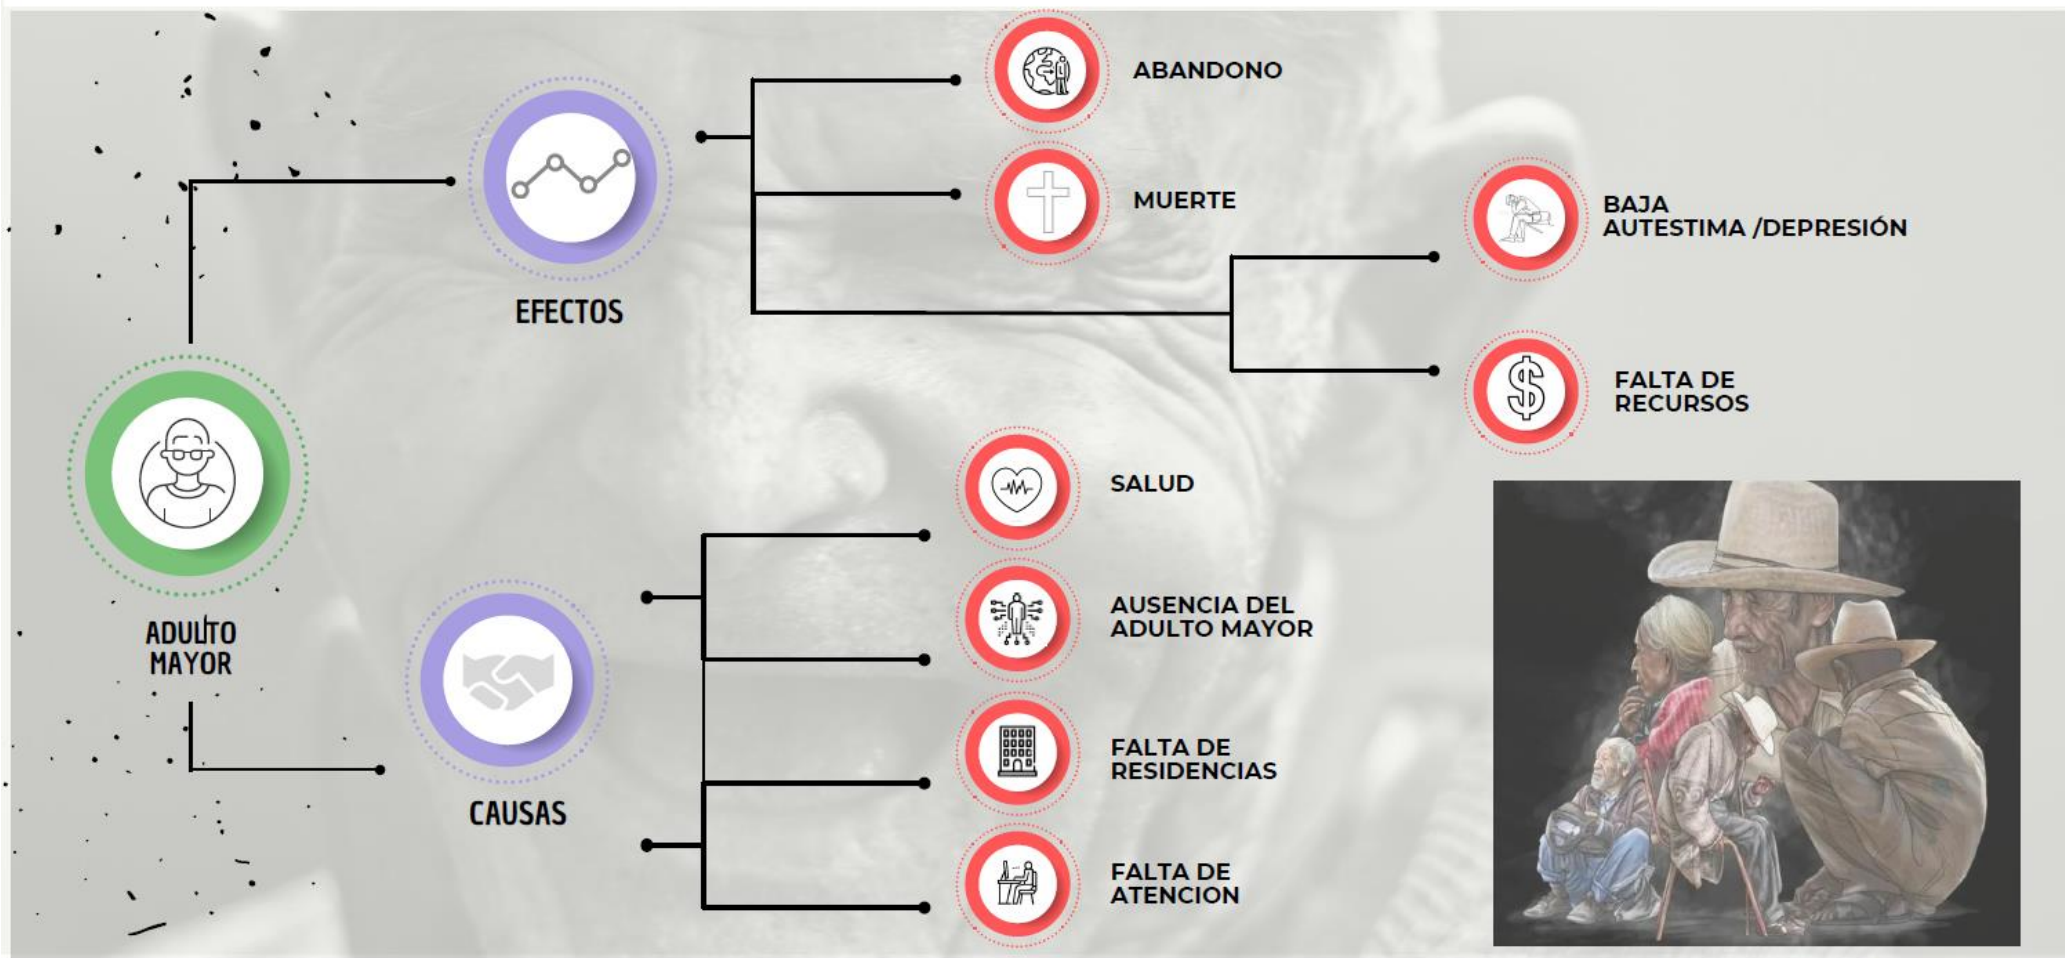 ABANDONO
MUERTE
BAJA
AUTESTIMA /DEPRESIÓN
EFECTOS
FALTA DE
RECURSOS
SALUD
ADULTO
MAYOR
AUSENCIA DEL
ADULTO MAYOR
FALTA DE
RESIDENCIAS
CAUSAS
FALTA DE
ATENCION